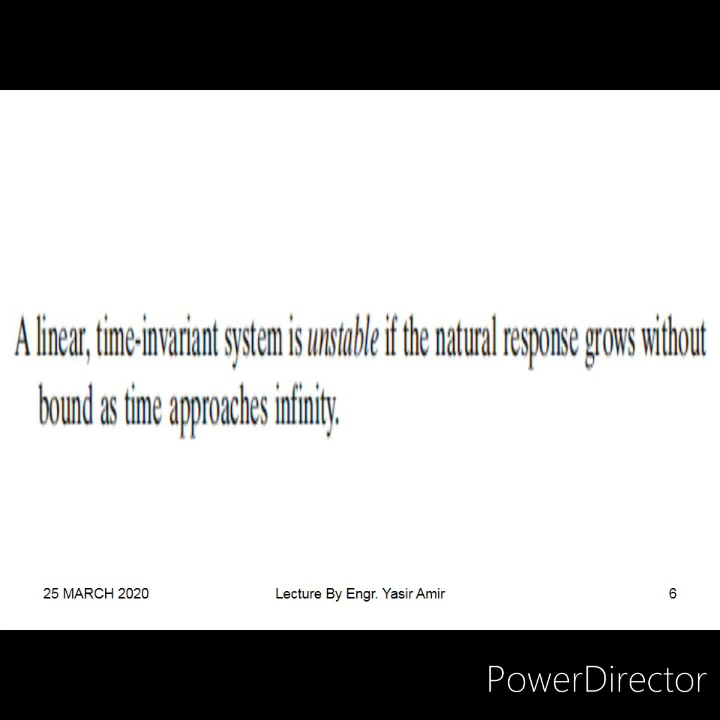 A linear, time-invariant system is unstable if the natural response grows without
bound as time approaches infinity.
25 MARCH 2020 Lecture By Engr. Yasir Amir 6
PowerDirector